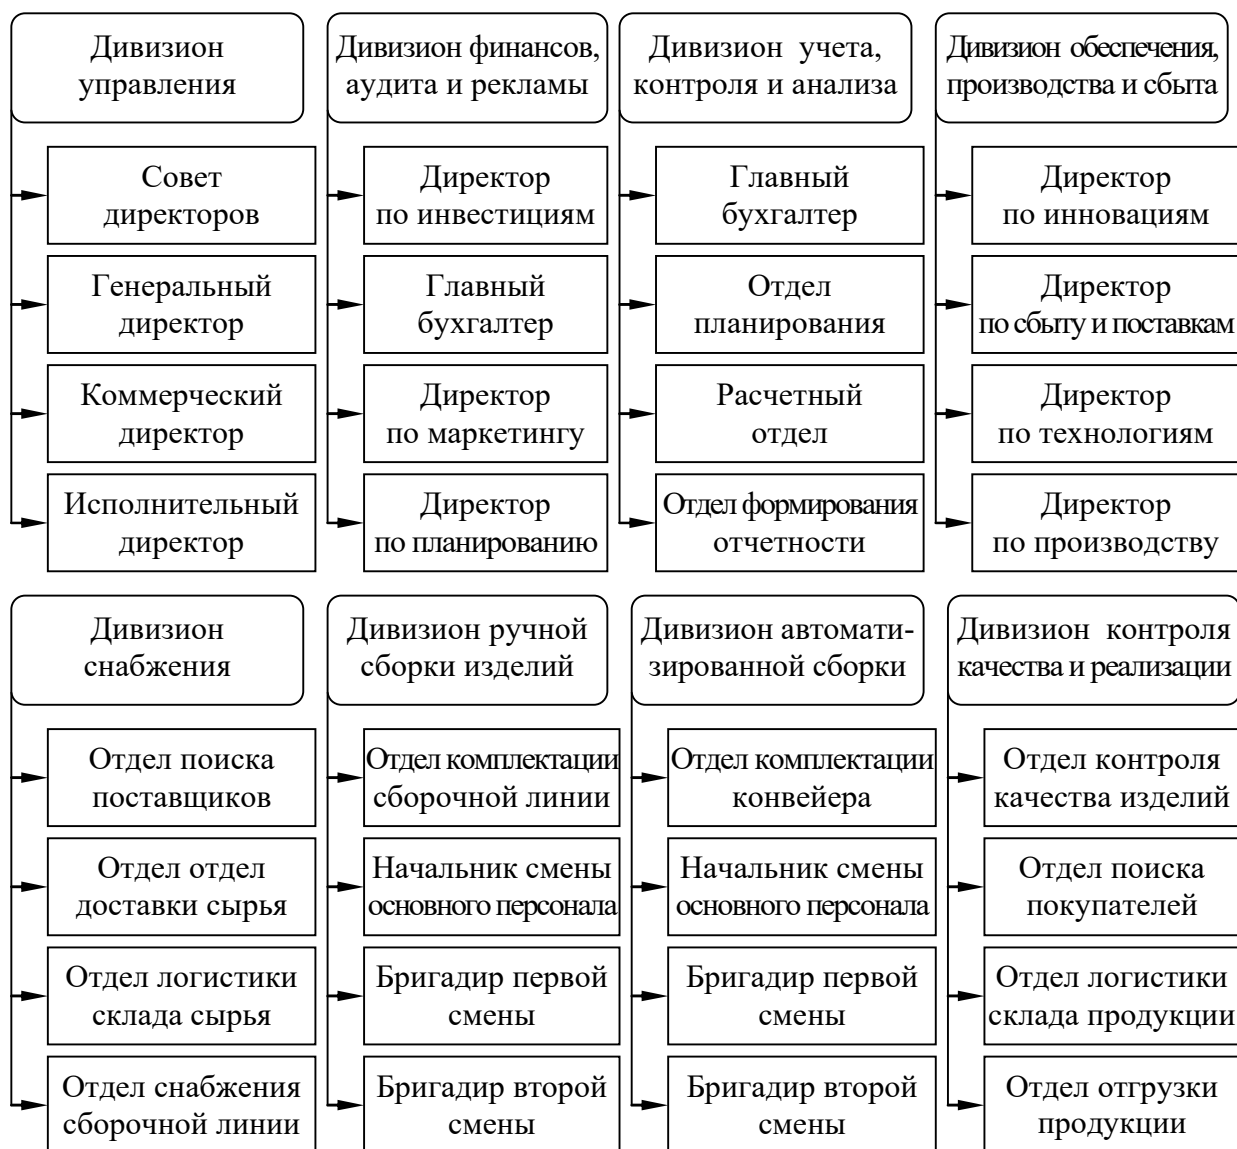 Дивизион
управления
Совет
директоров
Генеральный
директор
Коммерческий
директор
Исполнительный
директор
Дивизион финансов,
аудита и рекламы
Директор
по инвестициям
Главный
бухгалтер
Директор
по маркетингу
Директор
по планированию
Дивизион учета,
контроля и анализа
Главный
бухгалтер
Отдел
планирования
Расчетный
отдел
Отдел формирования
отчетности
Дивизион обеспечения,
производства и сбыта
Директор
по инновациям
Директор
по сбыту и поставкам
Директор
по технологиям
Директор
по производству
Дивизион
снабжения
Отдел поиска
поставщиков
Отдел отдел
доставки сырья
Отдел логистики
склада сырья
Отдел снабжения
сборочной линии
Дивизион ручной
сборки изделий
Отдел комплектации
сборочной линии
Начальник смены
основного персонала
Бригадир первой
смены
Бригадир второй
смены
Дивизион автомати-
зированной сборки
Отдел комплектации
конвейера
Начальник смены
основного персонала
Бригадир первой
смены
Бригадир второй
смены
Дивизион контроля
качества и реализации
Отдел контроля
качества изделий
Отдел поиска
покупателей
Отдел логистики
склада продукции
Отдел отгрузки
продукции